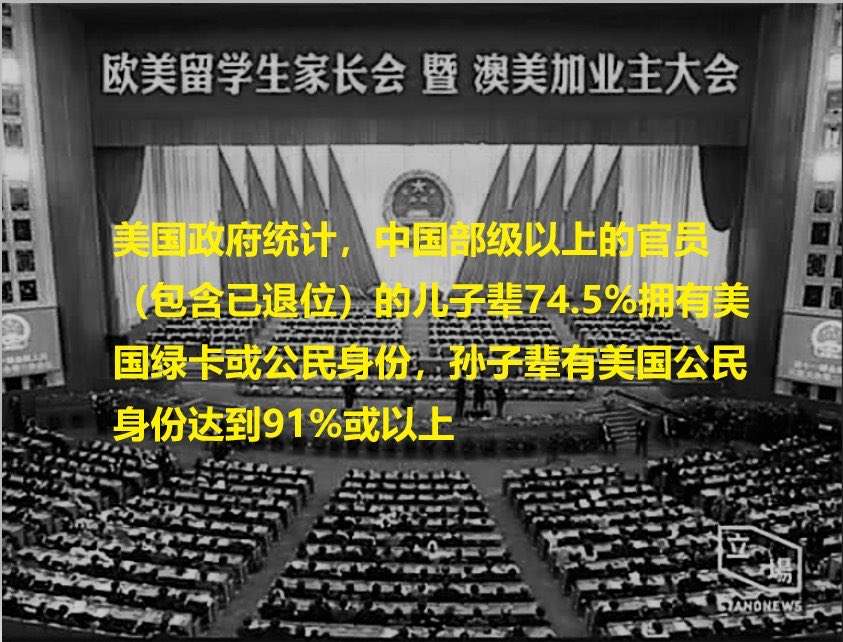 欧美留学生家长会 暨 澳美加业主大会
美国政府统计，中国部级以上的官员
（包含已退位）的儿子辈74.5%拥有美
国绿卡或公民身份，孙子辈有美国公民
身份达到91%或以上
立
場
STANDNEWS